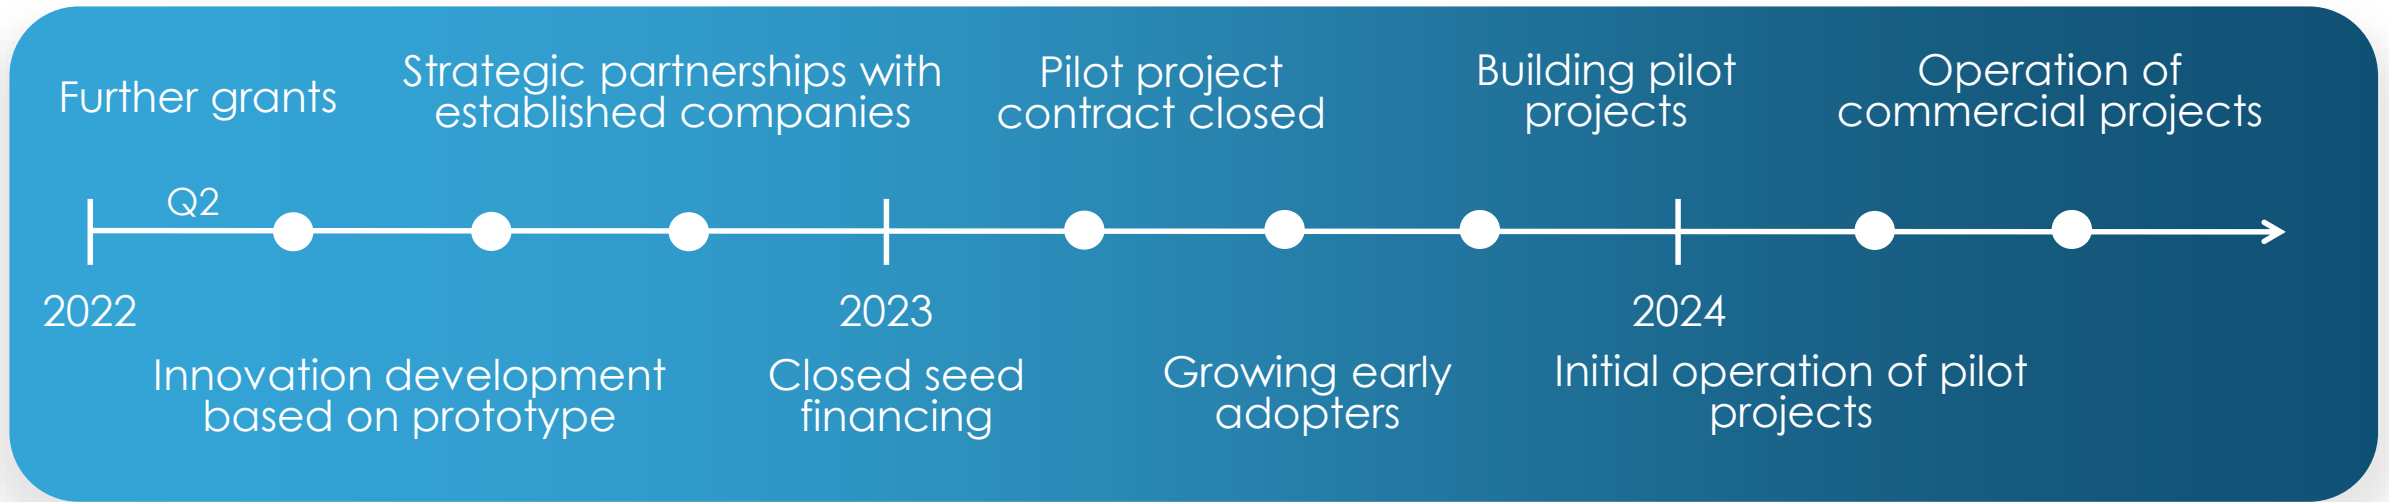 Further grants
Strategic partnerships with
established companies
Pilot project
contract closed
Building pilot
projects
Operation of
commercial projects
Q2
2022
2023
2024
Innovation development
based on prototype
Closed seed
financing
Growing early
adopters
Initial operation of pilot
projects